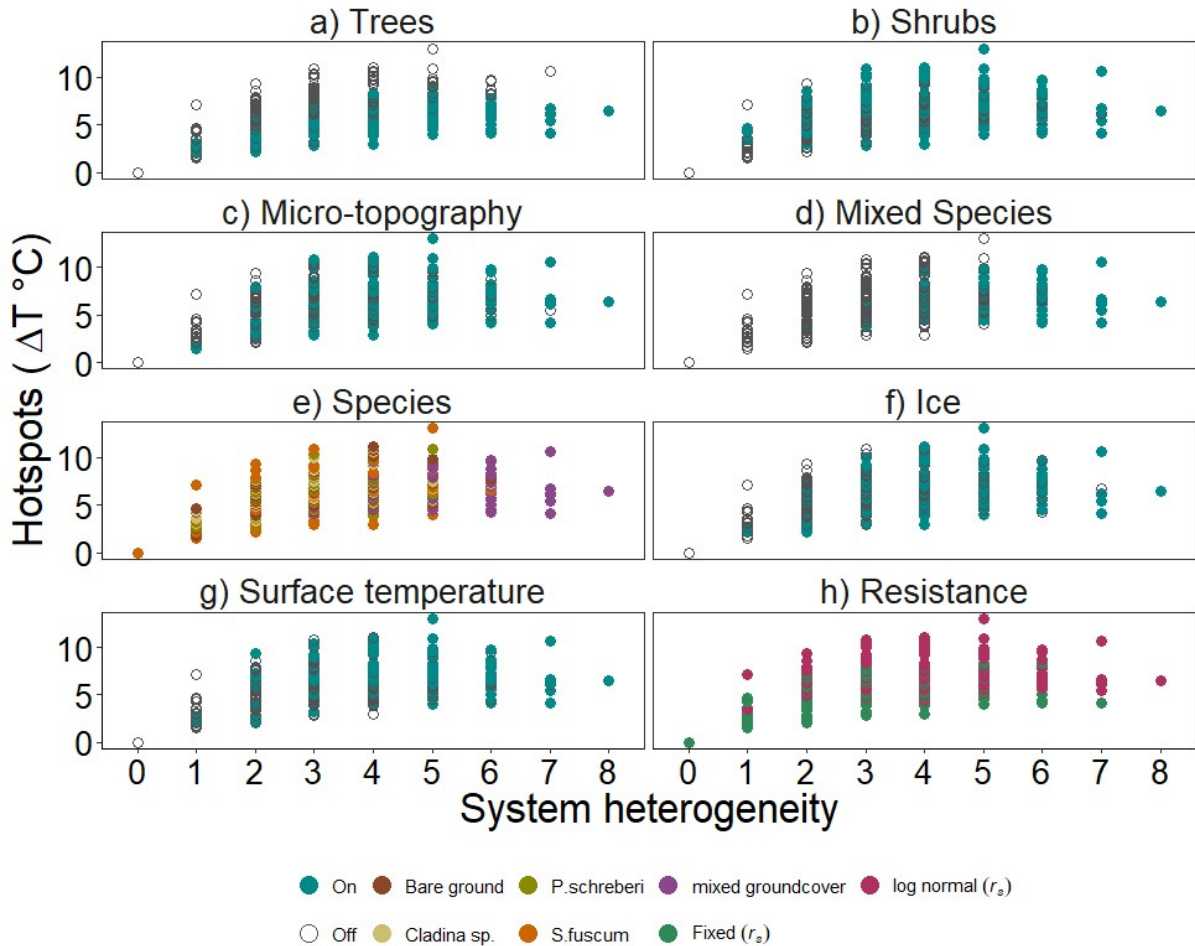 a) Trees
b) Shrubs
10
5
0
c) Micro-topography
d) Mixed Species
10
5
0
Hotspots ( ΔT °C)
e) Species
f) Ice
10
5
0
g) Surface temperature
h) Resistance
10
5
0
0 1 2 3 4 5 6 7 8 0 1 2 3 4 5 6 7 8
System heterogeneity
On Bare ground P.schreberi mixed groundcover log normal (rₛ)
Off Cladina sp. S.fuscum Fixed (rₛ)